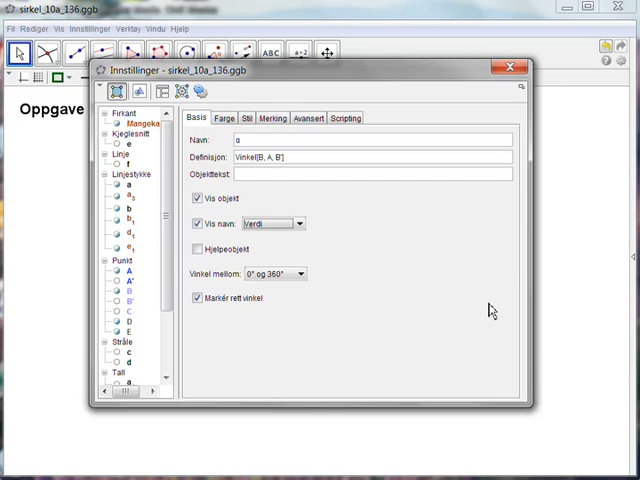 sirkel_10a_136.ggb
Fil Rediger Vis Innstillinger Verktøy Vindu Hjelp
ABC
a=2
Innstillinger - sirkel_10a_136.ggb
Oppgave
Basis Farge Stil Merking Avansert Scripting
Firkant
Mangeka
Kjeglesnitt
e
Linje
f
Linjestykke
a
a3
b
b1
d1
e1
Punkt
A
A'
B
B'
C
D
E
Stråle
c
d
Tall
a
Navn: α
Definisjon: Vinkel[B, A, B']
Objekttekst:
Vis objekt
Vis navn: Verdi
Hjelpeobjekt
Vinkel mellom: 0° og 360°
Markér rett vinkel